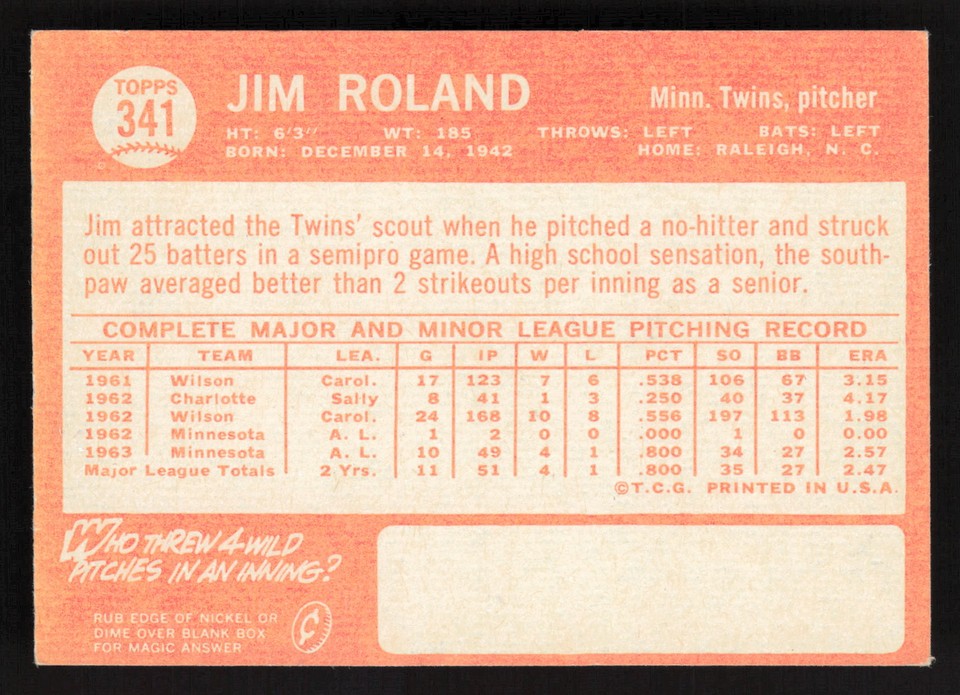 TOPPS
341
JIM ROLAND
Minn. Twins, pitcher
HT: 6'3" WT: 185 THROWS: LEFT BATS: LEFT
BORN: DECEMBER 14, 1942 HOME: RALEIGH, N. C.
Jim attracted the Twins' scout when he pitched a no-hitter and struck
out 25 batters in a semipro game. A high school sensation, the south-
paw averaged better than 2 strikeouts per inning as a senior.
COMPLETE MAJOR AND MINOR LEAGUE PITCHING RECORD
YEAR TEAM LEA. G IP W L PCT SO BB ERA
1961 Wilson Carol. 17 123 7 6 .538 106 67 3.15
1962 Charlotte Sally 8 41 1 3 .250 40 37 4.17
1962 Wilson Carol. 24 168 10 8 .556 197 113 1.98
1962 Minnesota A. L. 1 2 0 0 .000 1 0 0.00
1963 Minnesota A. L. 10 49 4 1 .800 34 27 2.57
Major League Totals 2 Yrs. 11 51 4 1 .800 35 27 2.47
©T.C.G. PRINTED IN U.S.A.
WHO THREW 4 WILD
PITCHES IN AN INNING?
RUB EDGE OF NICKEL OR
DIME OVER BLANK BOX
FOR MAGIC ANSWER
¢